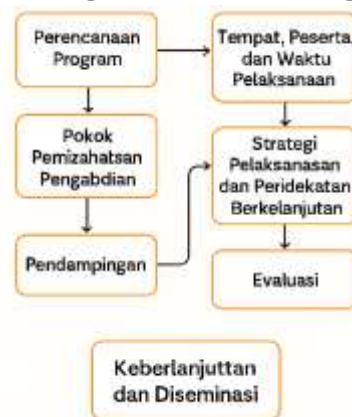 Perencanaan
Program
Tempat, Peserta
dan Waktu
Pelaksanaan
Pokok
Pemizahatsan
Pengabdian
Strategi
Pelaksanasan
dan Peridekatan
Berkelanjutan
Pendampingan
Evaluasi
Keberlanjuttan
dan Diseminasi